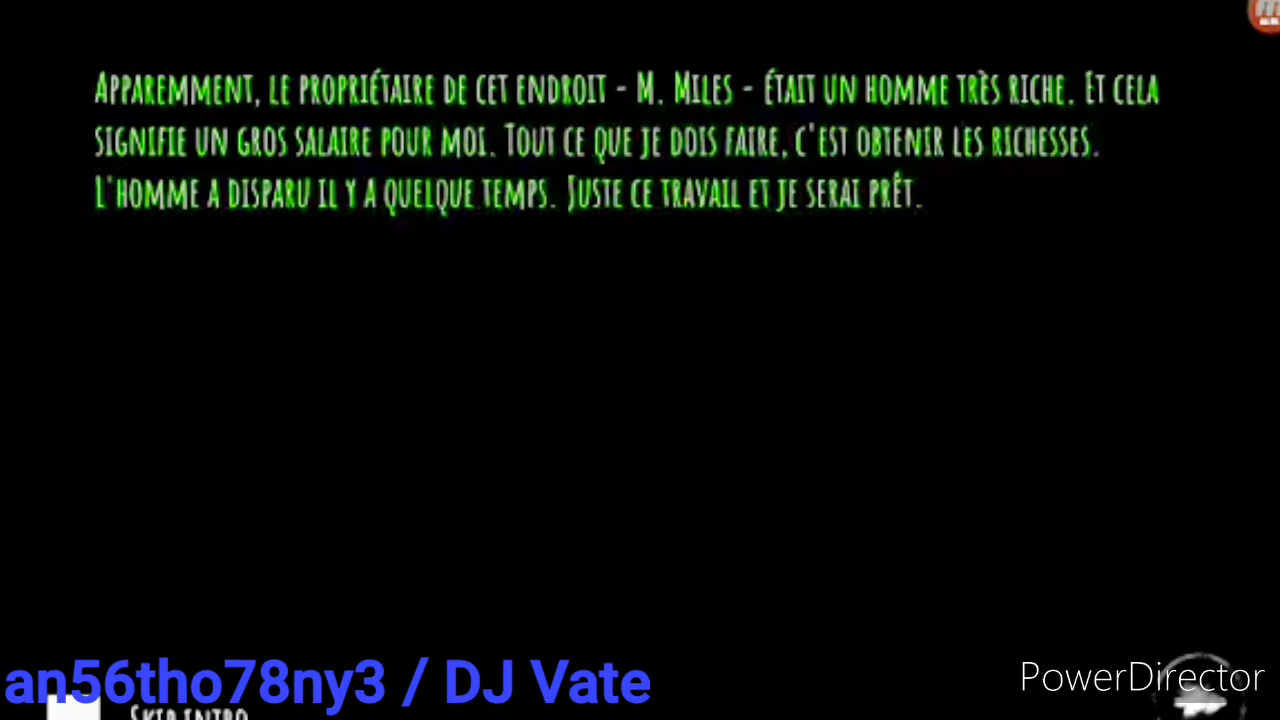 Apparemment, le propriétaire de cet endroit - M. Miles - était un homme très riche. Et cela
signifie un gros salaire pour moi. Tout ce que je dois faire, c'est obtenir les richesses.
L'homme a disparu il y a quelque temps. Juste ce travail et je serai prêt.
an56tho78ny3 / DJ Vate
PowerDirector
Skip intro